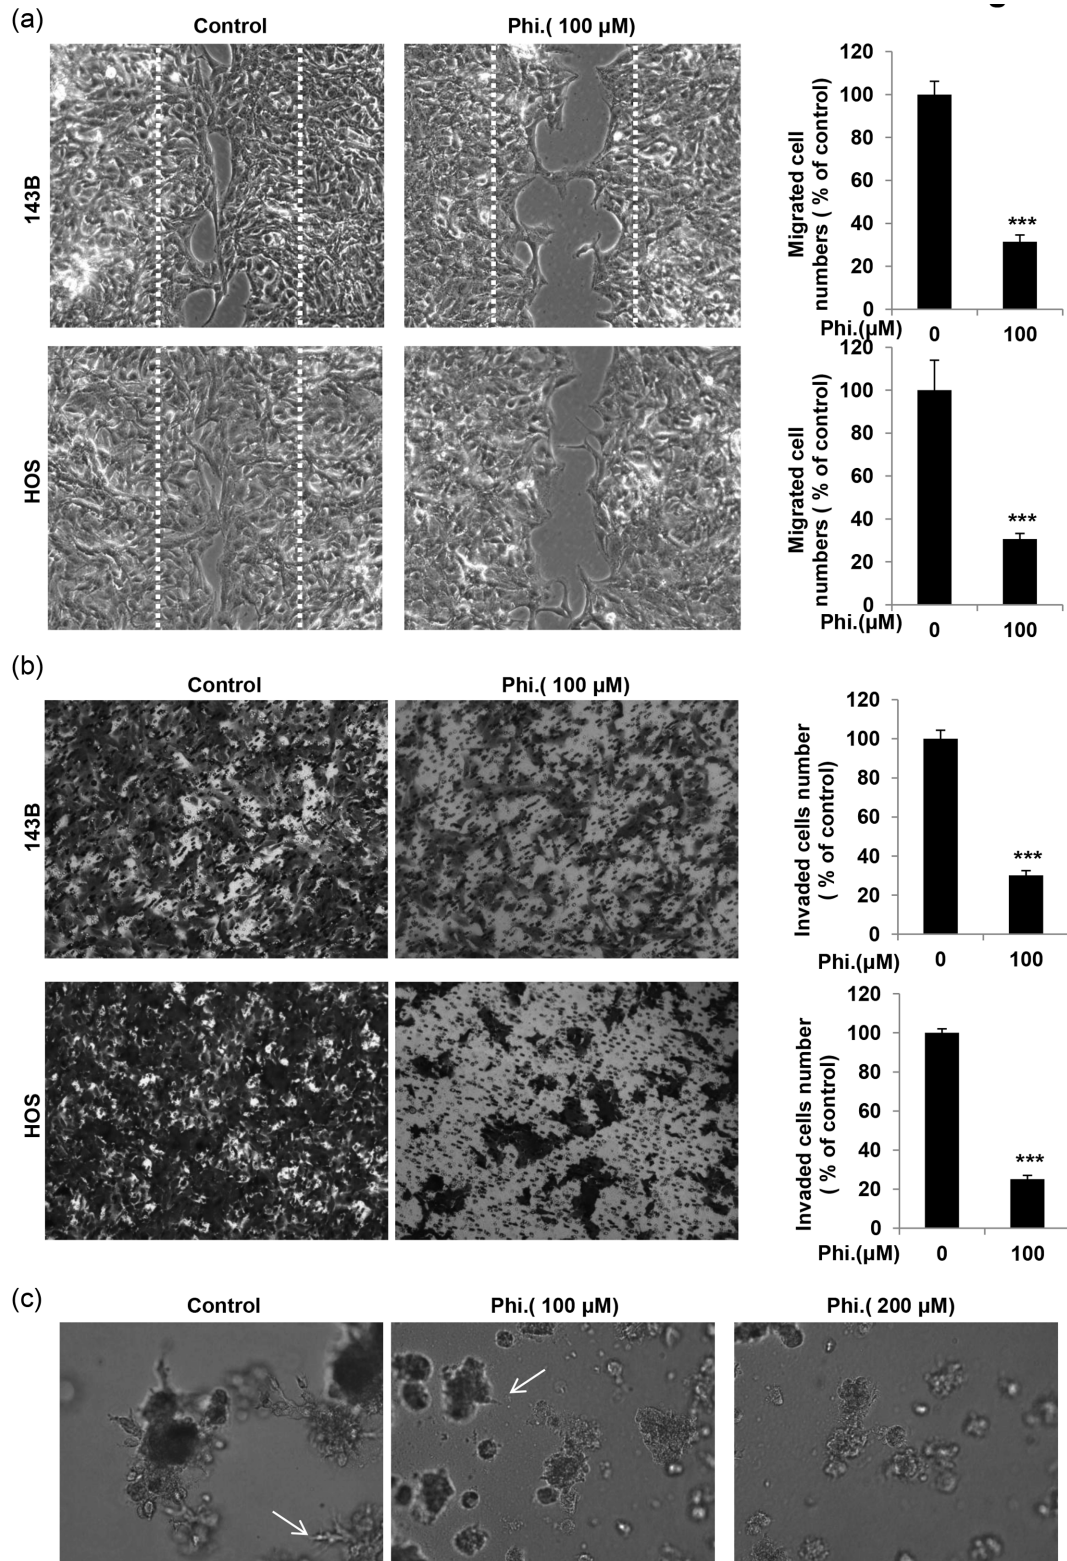 (a)
Control
Phi.( 100 µM)
143B
HOS
Migrated cell
numbers ( % of control)
120
100
80
60
40
20
0
***
Phi.(µM)
0
100
Migrated cell
numbers ( % of control)
120
100
80
60
40
20
0
***
Phi.(µM)
0
100
(b)
Control
Phi.( 100 µM)
143B
HOS
Invaded cells number
( % of control)
120
100
80
60
40
20
0
***
Phi.(µM)
0
100
Invaded cells number
( % of control)
120
100
80
60
40
20
0
***
Phi.(µM)
0
100
(c)
Control
Phi.( 100 µM)
Phi.( 200 µM)